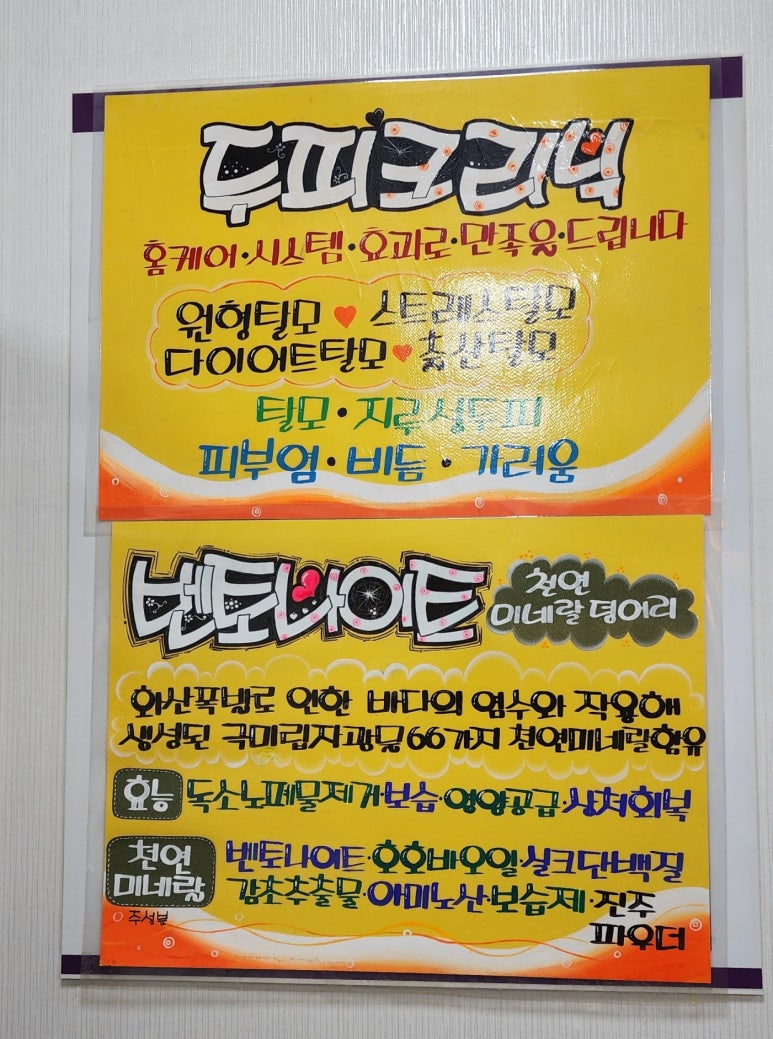 두피크리닉
홈케어·시스템·효과로·만족을·드립니다
원형탈모 ♥ 스트레스탈모
다이어트탈모 ♥ 출산탈모
탈모·지루성두피
피부염·비듬·가려움
벤토나이트
천연
미네랄 덩어리
화산폭발로 인한 바다의 염수와 작용해
생성된 극미립자광물 66가지 천연미네랄함유
효능 독소노폐물제거·보습·영양공급·상처회복
천연
미네랄
벤토나이트·호호바오일·실크단백질
감초추출물·아미노산·보습제·진주
파우더
주성분